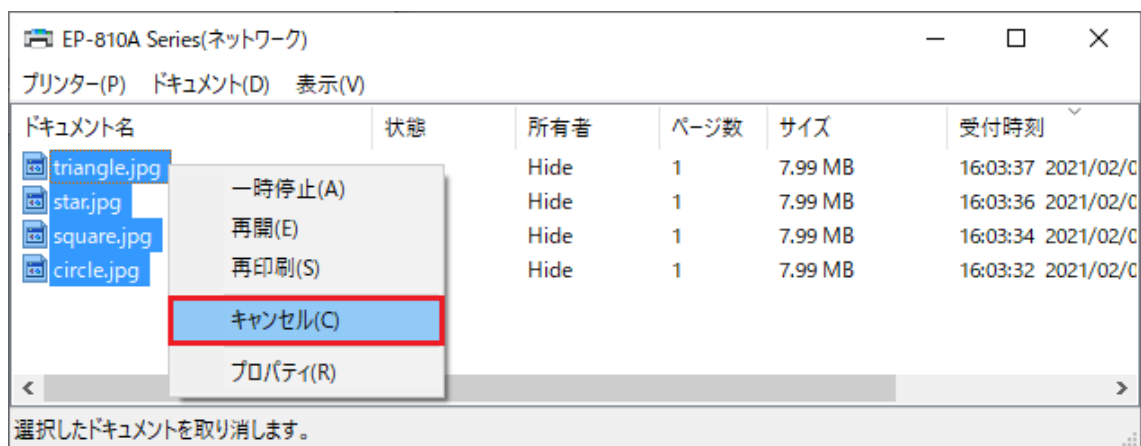 EP-810A Series(ネットワーク)
プリンター(P) ドキュメント(D) 表示(V)
ドキュメント名 状態 所有者 ページ数 サイズ 受付時刻
triangle.jpg Hide 1 7.99 MB 16:03:37 2021/02/0
star.jpg Hide 1 7.99 MB 16:03:36 2021/02/0
square.jpg Hide 1 7.99 MB 16:03:34 2021/02/0
circle.jpg Hide 1 7.99 MB 16:03:32 2021/02/0
一時停止(A)
再開(E)
再印刷(S)
キャンセル(C)
プロパティ(R)
選択したドキュメントを取り消します。